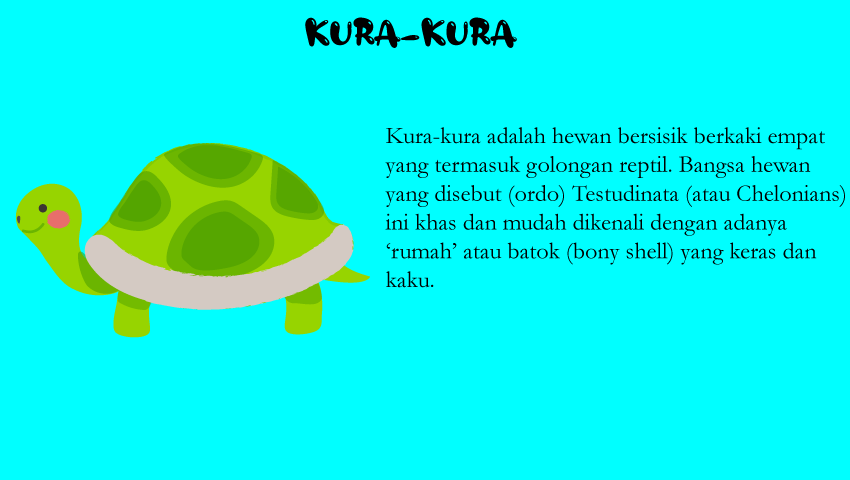 KURA-KURA
Kura-kura adalah hewan bersisik berkaki empat
yang termasuk golongan reptil. Bangsa hewan
yang disebut (ordo) Testudinata (atau Chelonians)
ini khas dan mudah dikenali dengan adanya
‘rumah’ atau batok (bony shell) yang keras dan
kaku.